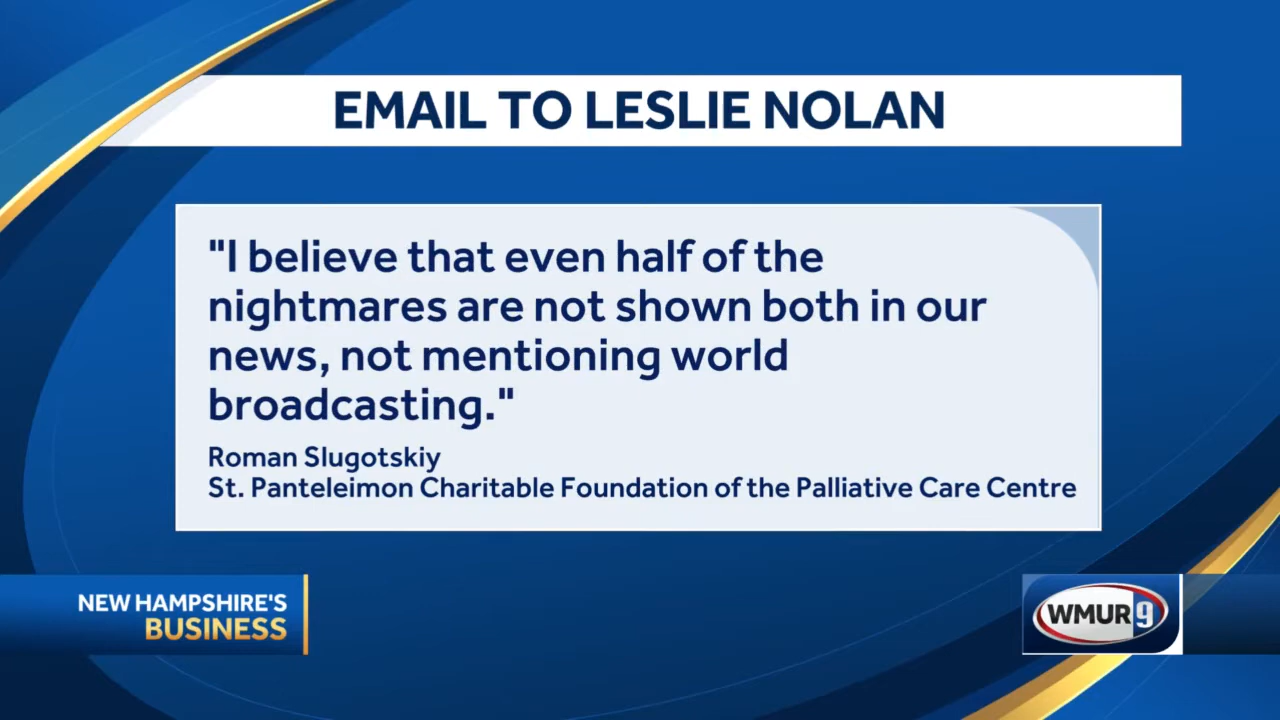 EMAIL TO LESLIE NOLAN
"I believe that even half of the
nightmares are not shown both in our
news, not mentioning world
broadcasting."
Roman Slugotskiy
St. Panteleimon Charitable Foundation of the Palliative Care Centre
NEW HAMPSHIRE'S
BUSINESS
WMUR 9